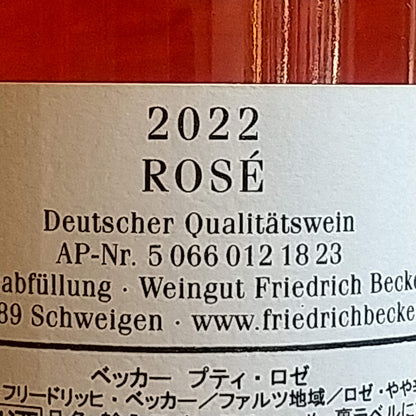 2022
ROSÉ
Deutscher Qualitätswein
AP-Nr. 5 066 012 18 23
abfüllung · Weingut Friedrich Becke
89 Schweigen · www.friedrichbecke
ベッカー プティ・ロゼ
フリードリッヒ・ベッカー／ファルツ地域／ロゼ・やや